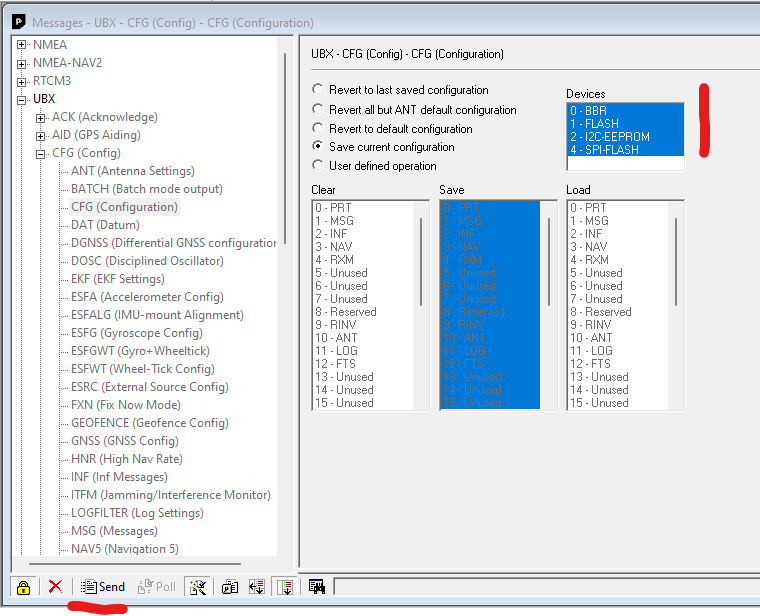 Messages - UBX - CFG (Config) - CFG (Configuration)
NMEA
NMEA-NAV2
RTCM3
UBX
ACK (Acknowledge)
AID (GPS Aiding)
CFG (Config)
ANT (Antenna Settings)
BATCH (Batch mode output)
CFG (Configuration)
DAT (Datum)
DGNSS (Differential GNSS configuration
DOSC (Disciplined Oscillator)
EKF (EKF Settings)
ESFA (Accelerometer Config)
ESFALG (IMU-mount Alignment)
ESFG (Gyroscope Config)
ESFGWT (Gyro+Wheeltick)
ESFWT (Wheel-Tick Config)
ESRC (External Source Config)
FXN (Fix Now Mode)
GEOFENCE (Geofence Config)
GNSS (GNSS Config)
HNR (High Nav Rate)
INF (Inf Messages)
ITFM (Jamming/Interference Monitor)
LOGFILTER (Log Settings)
MSG (Messages)
NAV5 (Navigation 5)
UBX - CFG (Config) - CFG (Configuration)
Revert to last saved configuration
Revert all but ANT default configuration
Revert to default configuration
Save current configuration
User defined operation
Devices
0 - BBR
1 - FLASH
2 - I2C-EEPROM
4 - SPI-FLASH
Clear
0 - PRT
1 - MSG
2 - INF
3 - NAV
4 - RXM
5 - Unused
6 - Unused
7 - Unused
8 - Reserved
9 - RINV
10 - ANT
11 - LOG
12 - FTS
13 - Unused
14 - Unused
15 - Unused
Save
0 - PRT
1 - MSG
2 - INF
3 - NAV
4 - RXM
5 - Unused
6 - Unused
7 - Unused
8 - Reserved
9 - RINV
10 - ANT
11 - LOG
12 - FTS
13 - Unused
14 - Unused
15 - Unused
Load
0 - PRT
1 - MSG
2 - INF
3 - NAV
4 - RXM
5 - Unused
6 - Unused
7 - Unused
8 - Reserved
9 - RINV
10 - ANT
11 - LOG
12 - FTS
13 - Unused
14 - Unused
15 - Unused
Send
Poll